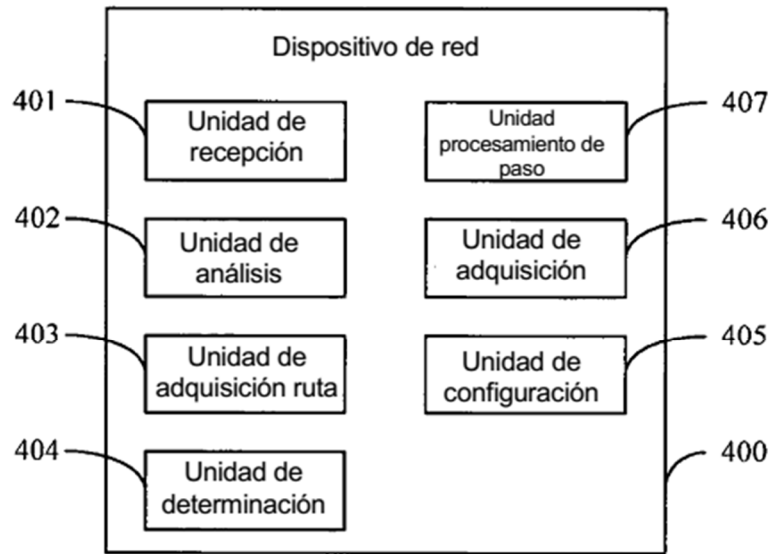 Dispositivo de red
401
Unidad de
recepción
407
Unidad
procesamiento de
paso
402
Unidad de
análisis
406
Unidad de
adquisición
403
Unidad de
adquisición ruta
405
Unidad de
configuración
404
Unidad de
determinación
400